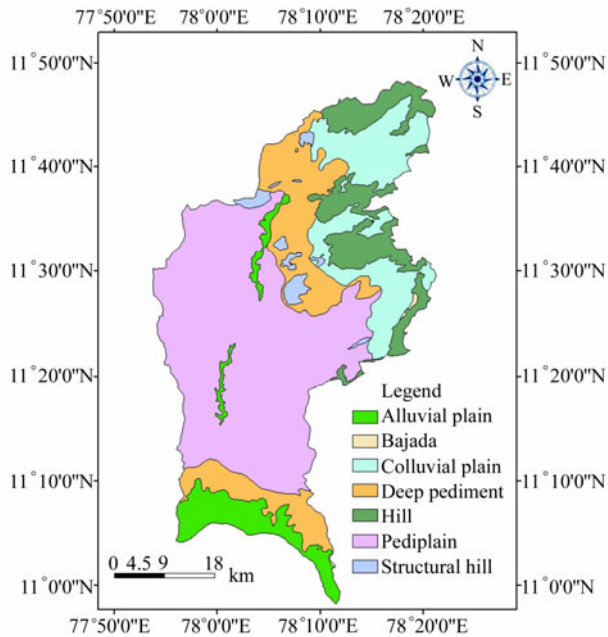 77°50'0"E 78°0'0"E 78°10'0"E 78°20'0"E
N
W E
S
11°50'0"N 11°50'0"N
11°40'0"N 11°40'0"N
11°30'0"N 11°30'0"N
11°20'0"N 11°20'0"N
Legend
Alluvial plain
Bajada
Colluvial plain
11°10'0"N 11°10'0"N
Deep pediment
Hill
Pediplain
Structural hill
0 4.5 9 18
km
11°0'0"N 11°0'0"N
77°50'0"E 78°0'0"E 78°10'0"E 78°20'0"E